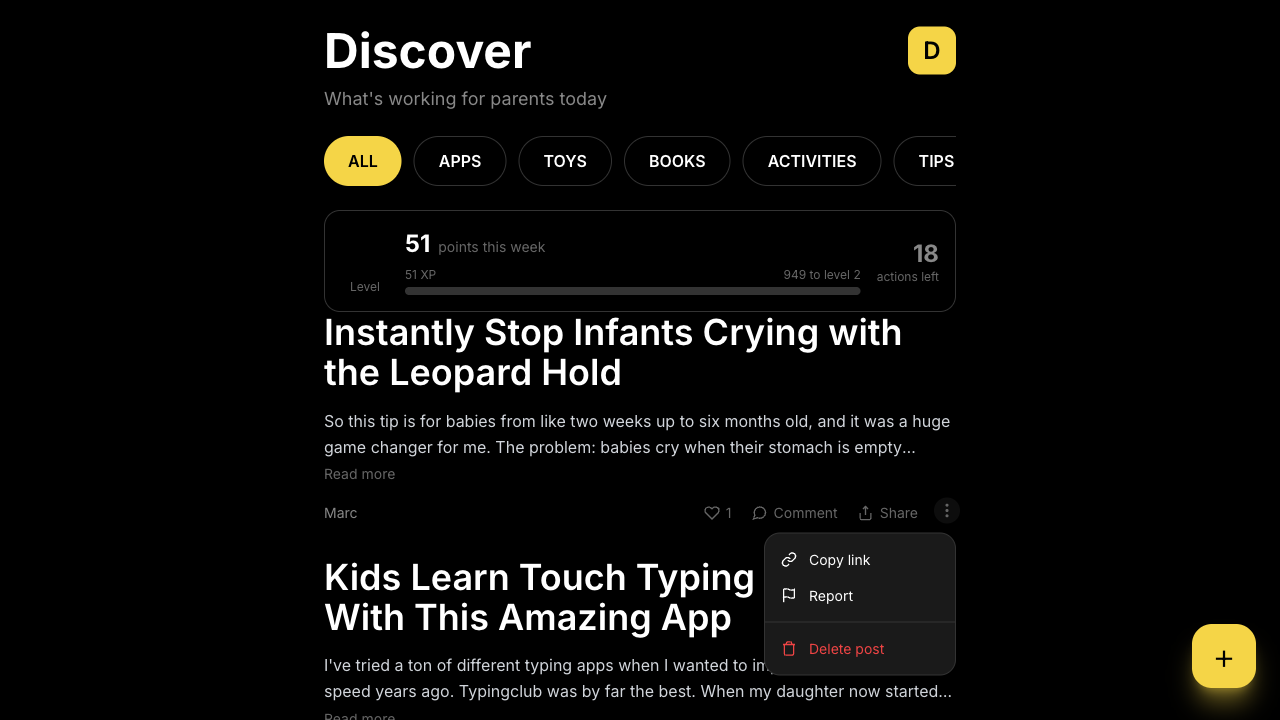 Discover
D
What's working for parents today
ALL
APPS
TOYS
BOOKS
ACTIVITIES
TIPS
51 points this week
18
51 XP
949 to level 2
actions left
Level
Instantly Stop Infants Crying with
the Leopard Hold
So this tip is for babies from like two weeks up to six months old, and it was a huge
game changer for me. The problem: babies cry when their stomach is empty...
Read more
Marc
1
Comment
Share
Copy link
Report
Delete post
Kids Learn Touch Typing
With This Amazing App
I've tried a ton of different typing apps when I wanted to
speed years ago. Typingclub was by far the best. When my daughter now started...
Read more
+